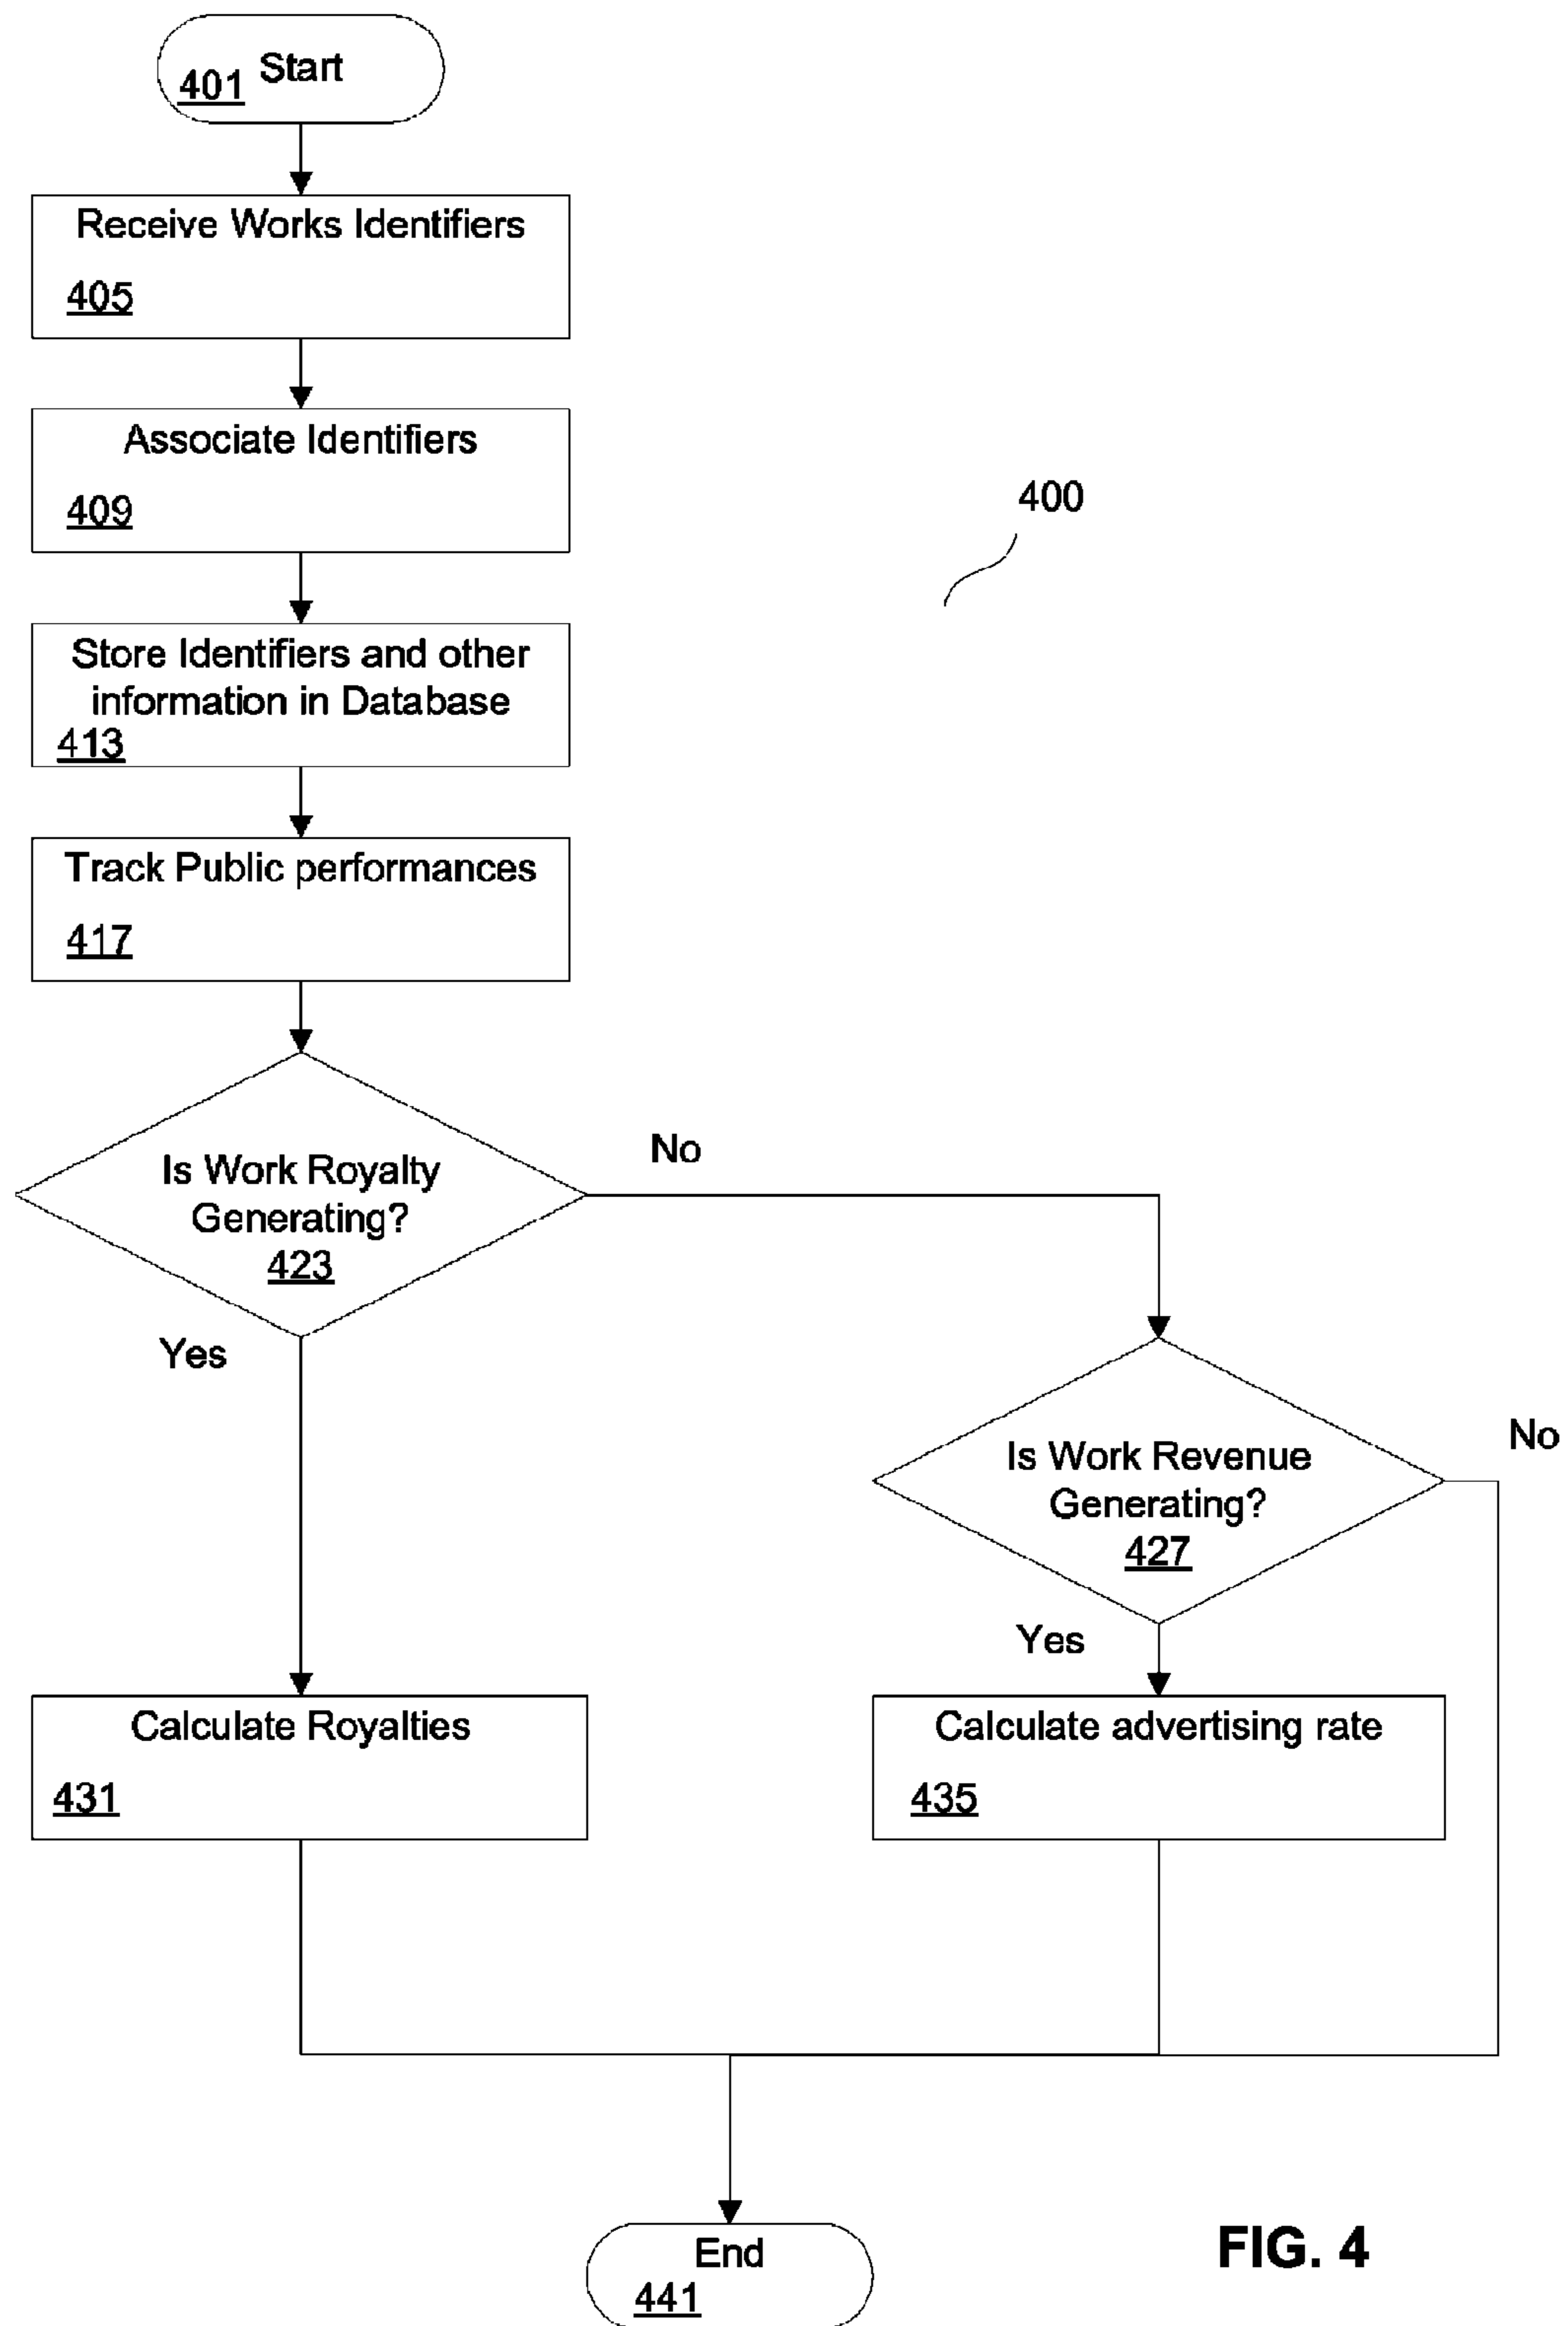 Start
401
Receive Works Identifiers
405
Associate Identifiers
409
400
Store Identifiers and other
information in Database
413
Track Public performances
417
Is Work Royalty
Generating?
423
No
Yes
Is Work Revenue
Generating?
427
No
Yes
Calculate Royalties
431
Calculate advertising rate
435
End
441
FIG. 4